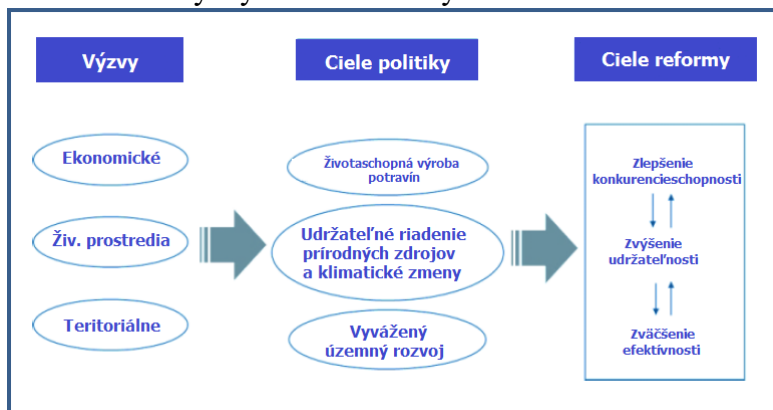 Výzvy
Ciele politiky
Ciele reformy
Ekonomické
Živ. prostredia
Teritoriálne
Životaschopná výroba
potravín
Udržateľné riadenie
prírodných zdrojov
a klimatické zmeny
Vyvážený
územný rozvoj
Zlepšenie
konkurencieschopnosti
Zvýšenie
udržateľnosti
Zväčšenie
efektívnosti